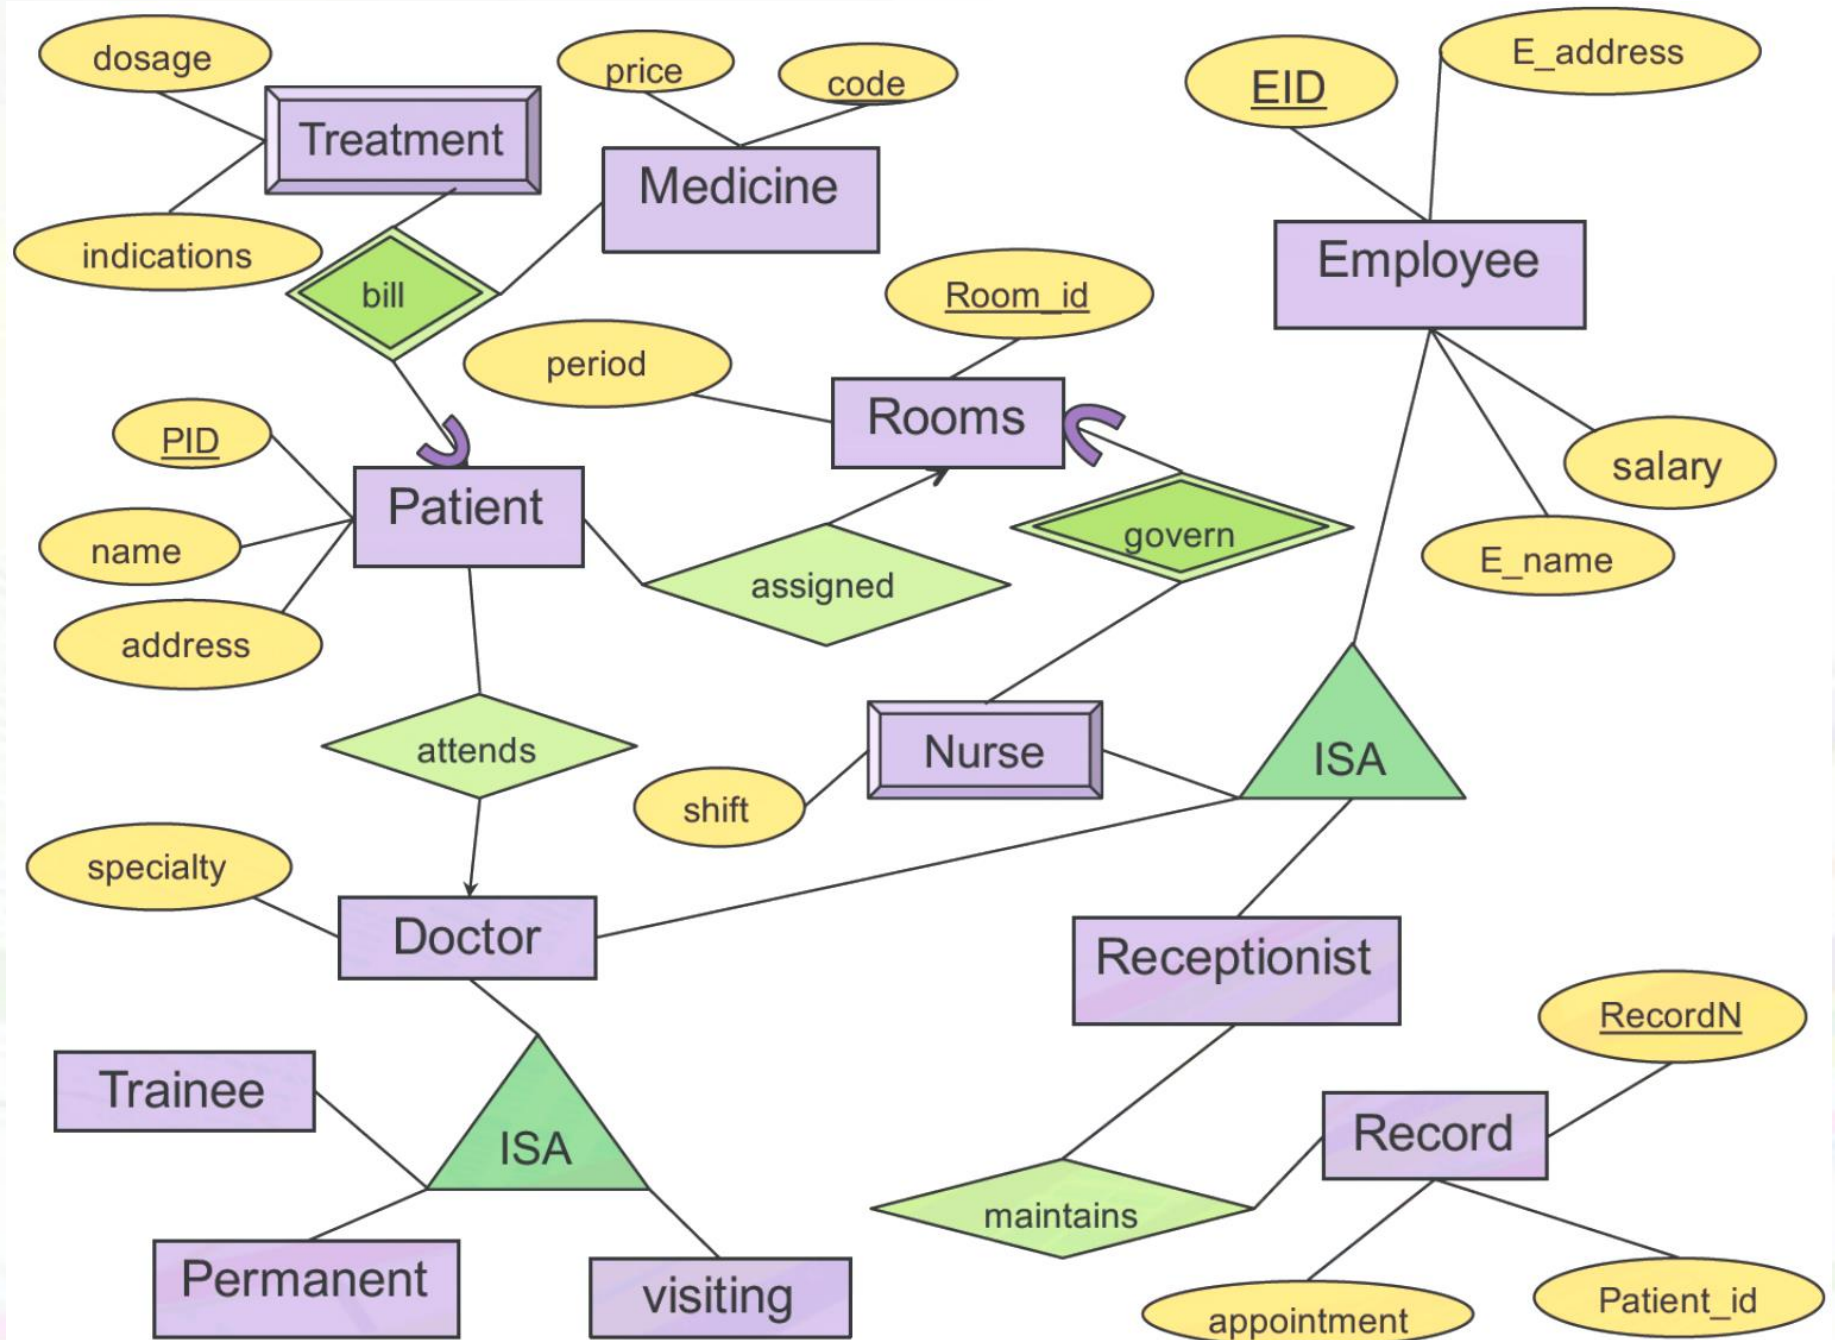 dosage
price
code
EID
E_address
Treatment
Medicine
indications
bill
Room_id
Employee
period
Rooms
PID
Patient
salary
name
govern
E_name
assigned
address
attends
Nurse
ISA
shift
specialty
Doctor
Receptionist
RecordN
Trainee
ISA
Record
maintains
Permanent
visiting
appointment
Patient_id